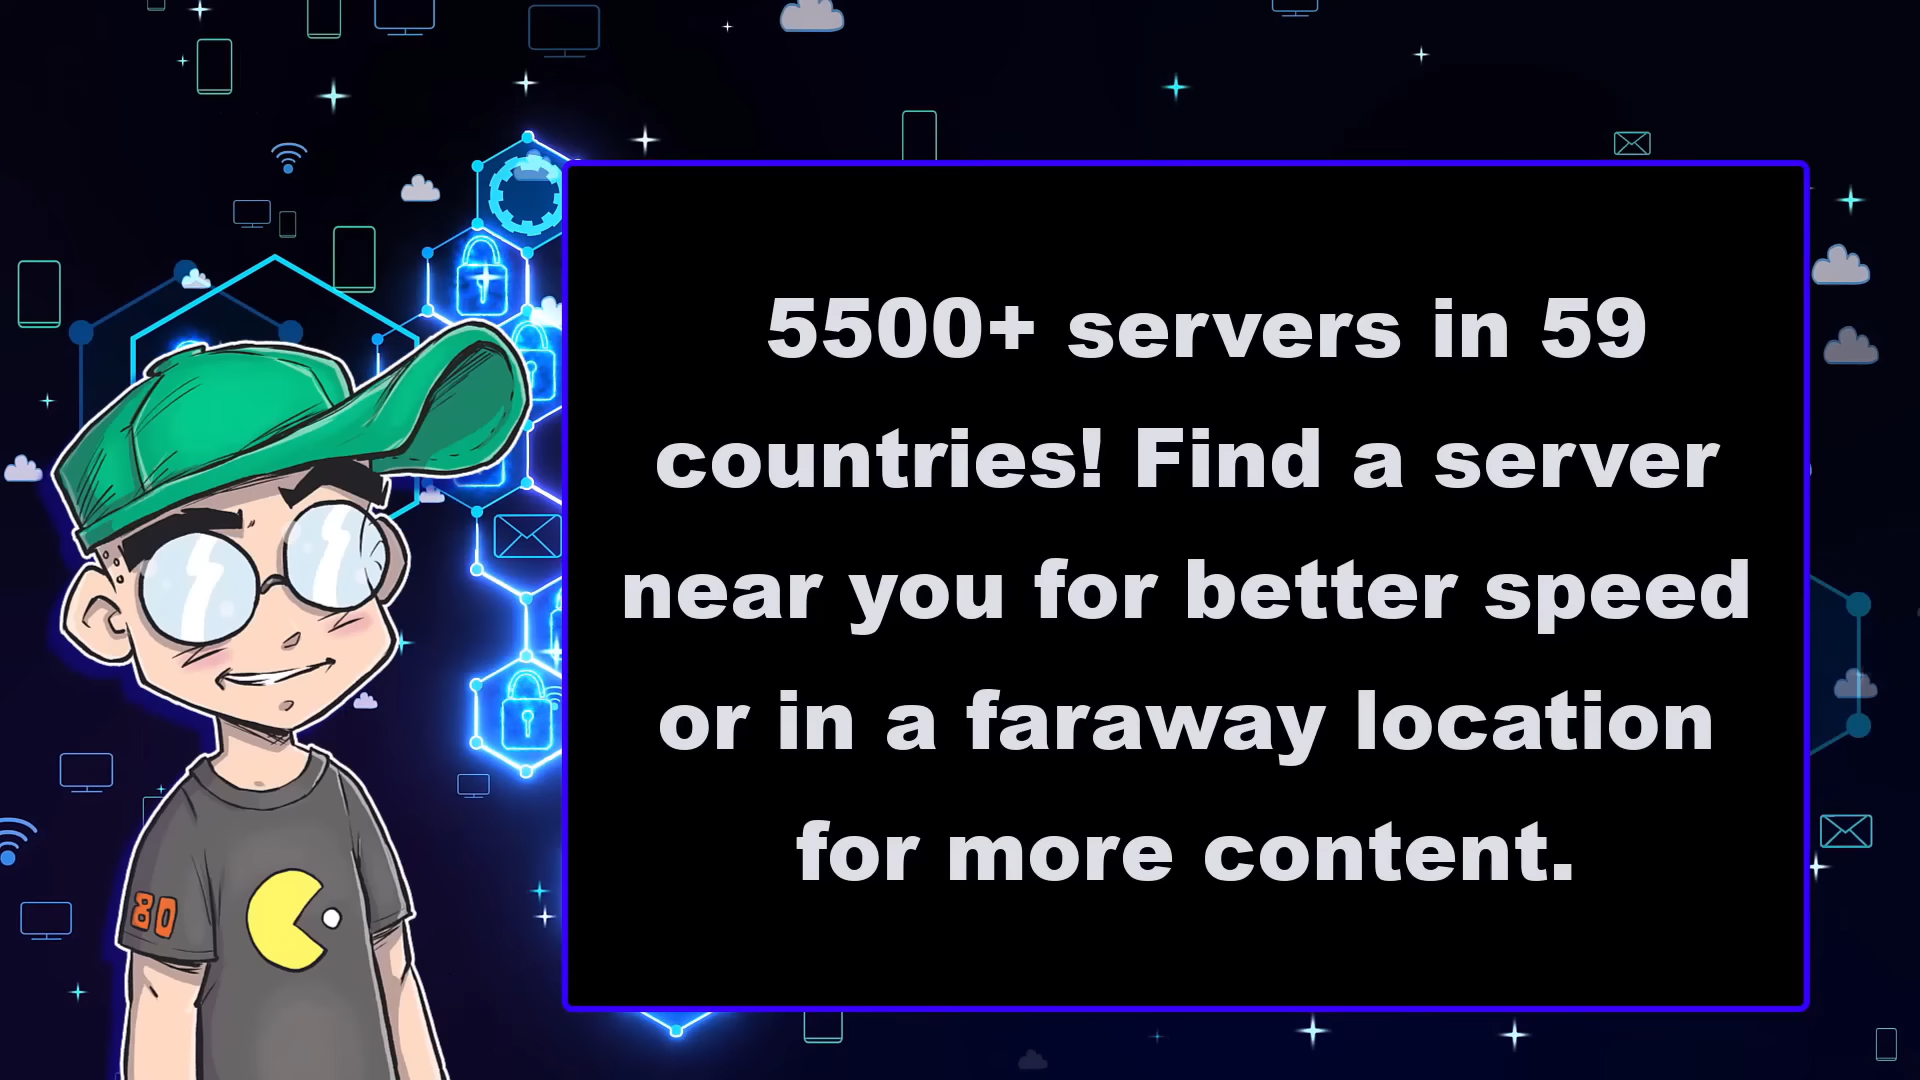 5500+ servers in 59
countries! Find a server
near you for better speed
or in a faraway location
for more content.
80